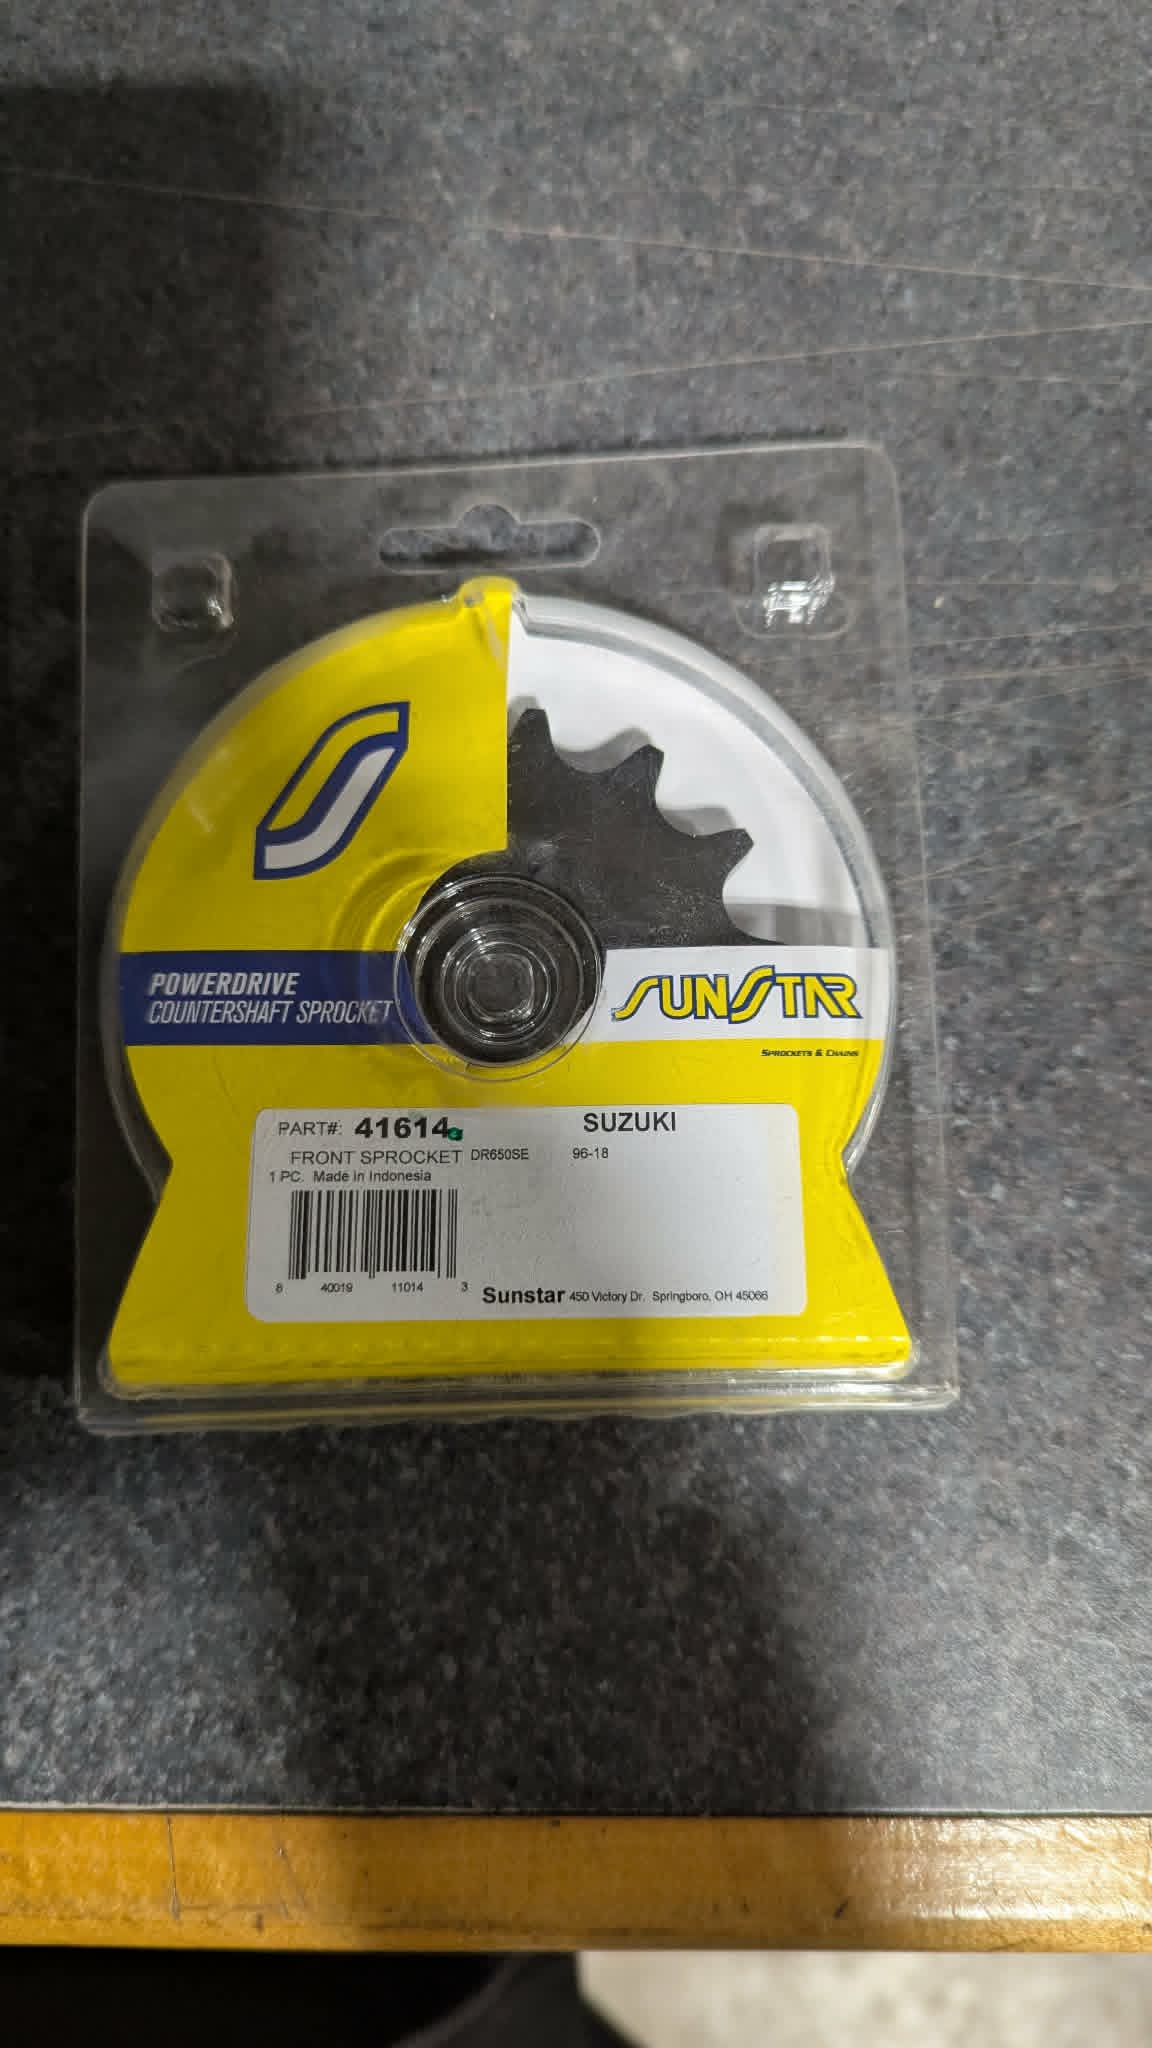 POWERDRIVE
COUNTERSHAFT SPROCKET
SUNSTAR
SPROCKETS & CHAINS
PART#: 41614 SUZUKI
FRONT SPROCKET DR650SE 96-18
1 PC. Made in Indonesia
8 40019 11014 3
Sunstar 450 Victory Dr. Springboro, OH 45066